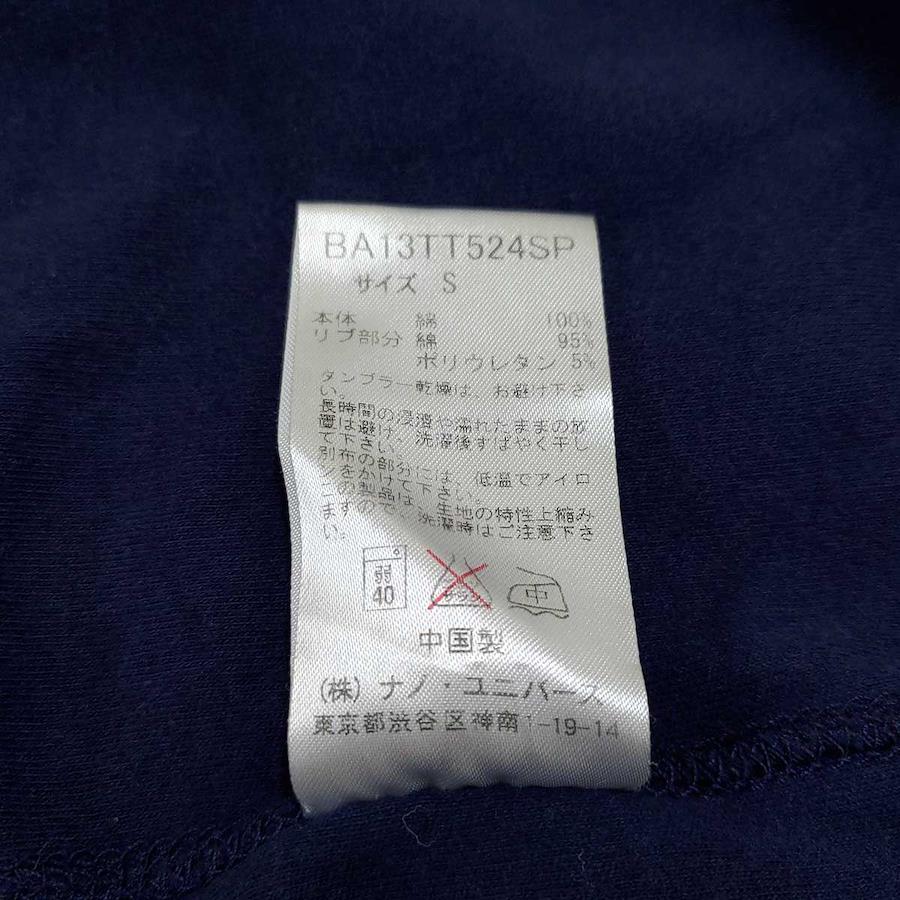 BA13TT524SP
サイズ S
本体 綿 100%
リブ部分 綿 95%
ポリウレタン 5%
タンブラー乾燥は、お避け下さ
い。
長時間の浸漬や濡れたままの放
置は避け、洗濯後すばやく干し
て下さい。
別布の部分には、低温でアイロ
ンをかけて下さい。
この製品は、生地の特性上縮み
ますので、洗濯時はご注意下さ
い。
弱
40
サラシ
中
中国製
(株) ナノ・ユニバース
東京都渋谷区神南1-19-14